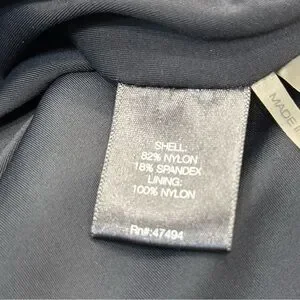 SHELL:
82% NYLON
18% SPANDEX
LINING:
100% NYLON
Rn#:47494
MADE